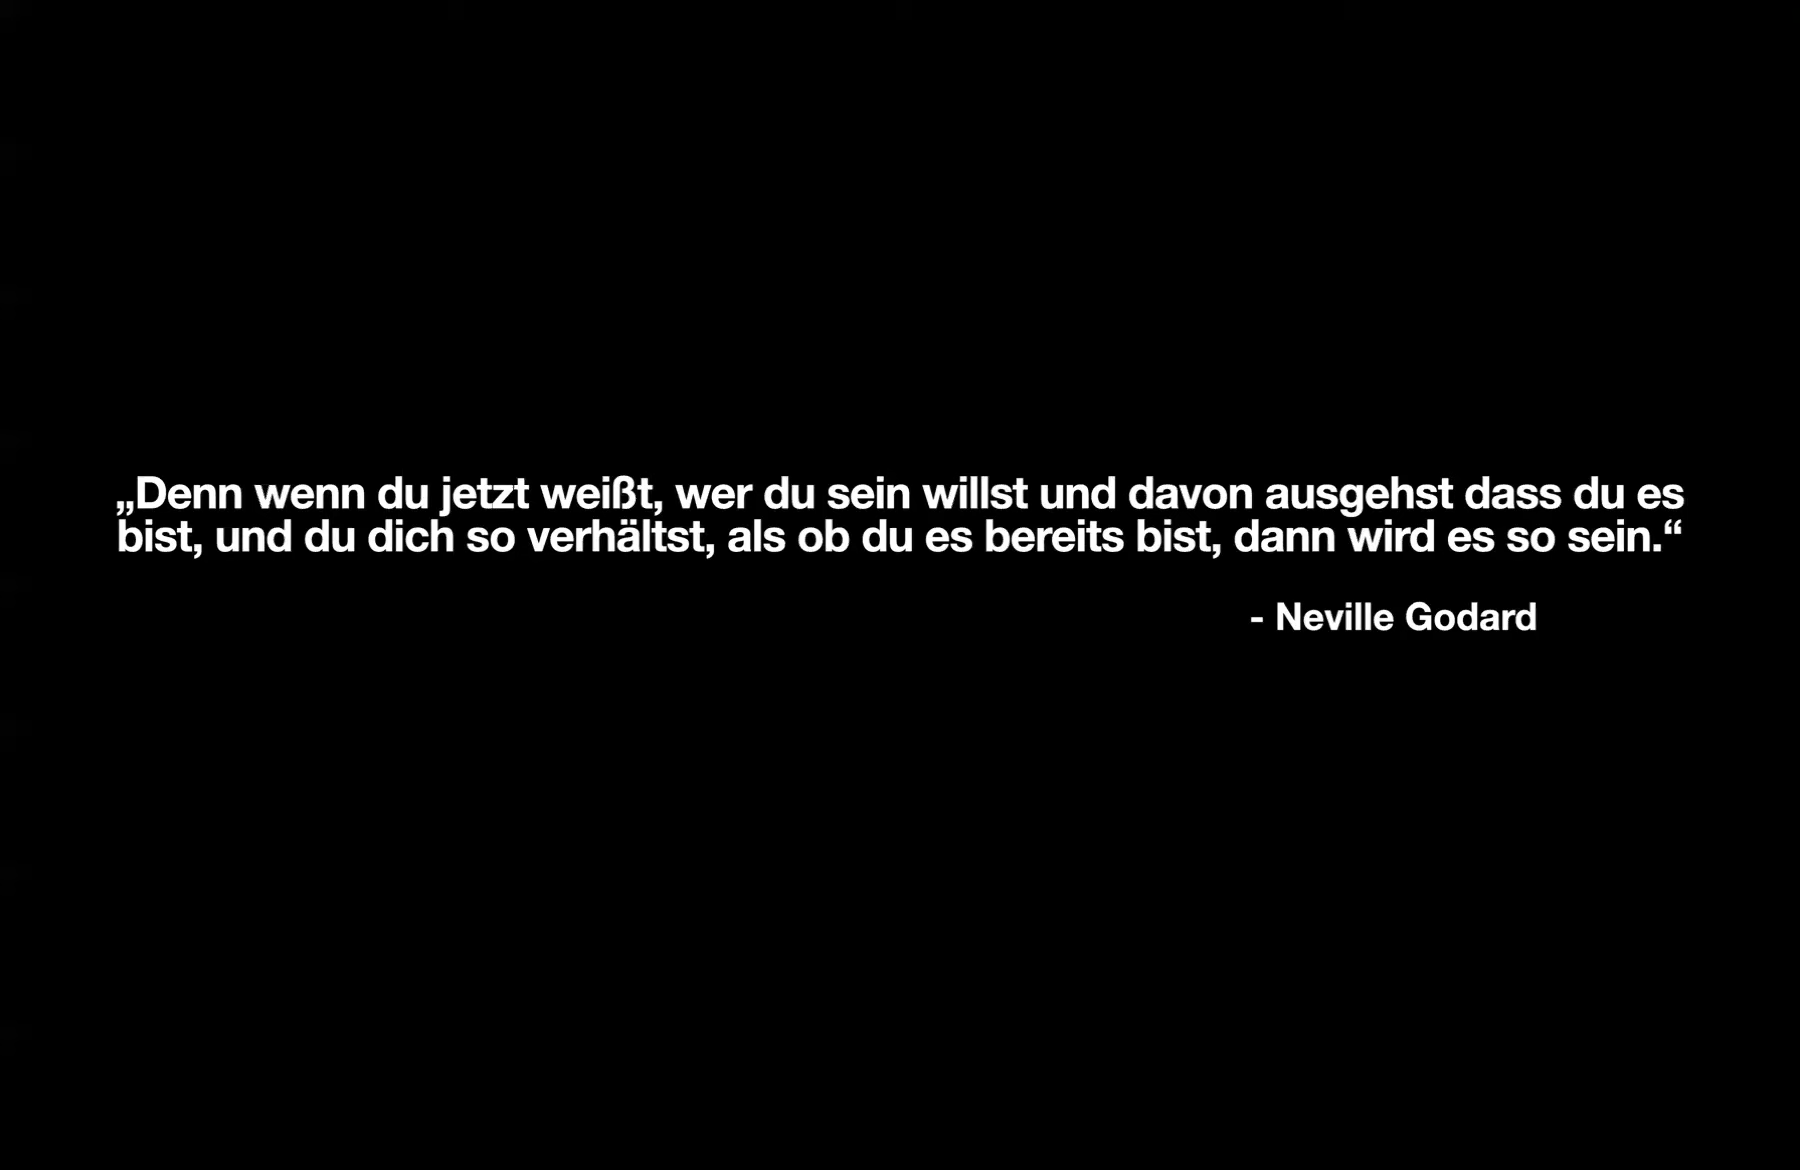 „Denn wenn du jetzt weißt, wer du sein willst und davon ausgehst dass du es
bist, und du dich so verhältst, als ob du es bereits bist, dann wird es so sein.“
- Neville Godard